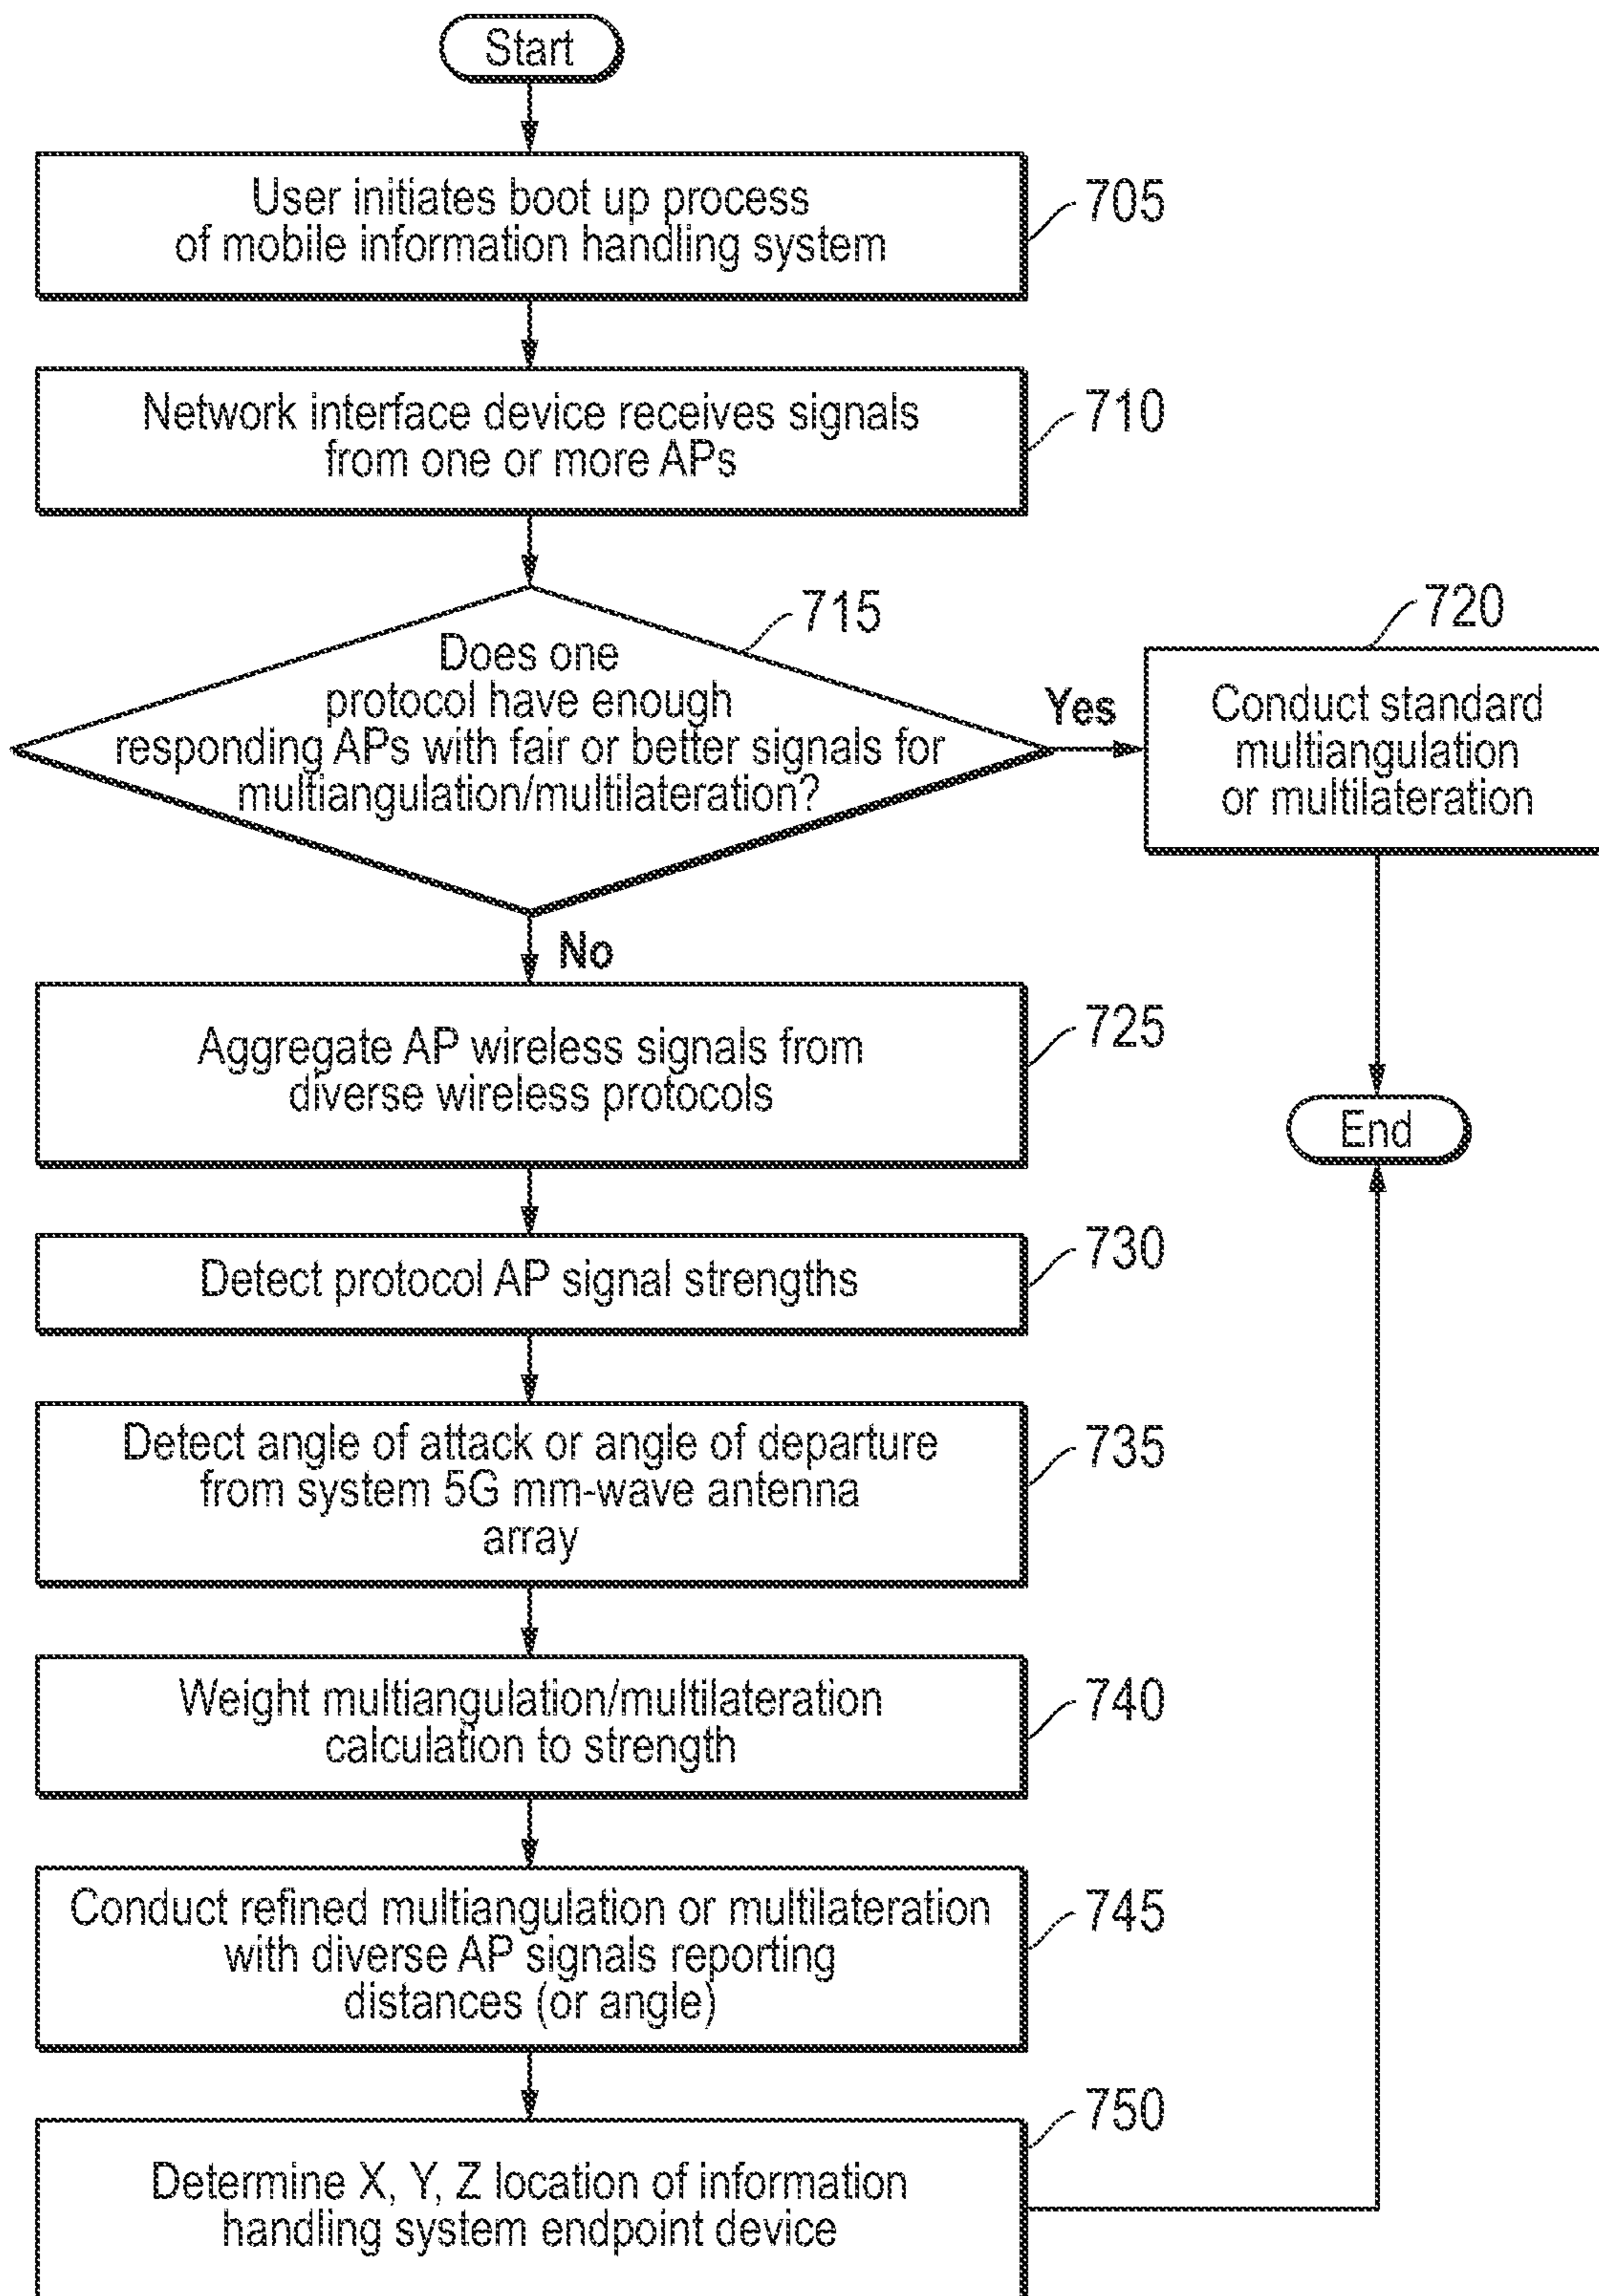 Start
User initiates boot up process
of mobile information handling system
705
Network interface device receives signals
from one or more APs
710
715
Does one
protocol have enough
responding APs with fair or better signals for
multiangulation/multilateration?
Yes
720
Conduct standard
multiangulation
or multilateration
No
Aggregate AP wireless signals from
diverse wireless protocols
725
End
Detect protocol AP signal strengths
730
Detect angle of attack or angle of departure
from system 5G mm-wave antenna
array
735
Weight multiangulation/multilateration
calculation to strength
740
Conduct refined multiangulation or multilateration
with diverse AP signals reporting
distances (or angle)
745
Determine X, Y, Z location of information
handling system endpoint device
750